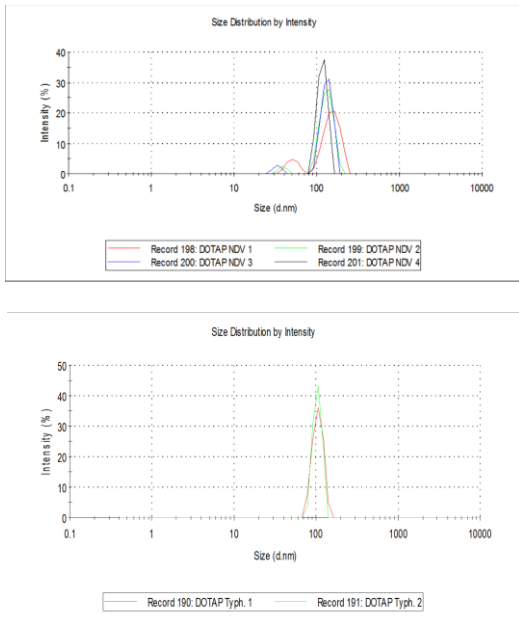 Size Distribution by Intensity
40
30
20
10
0
Intensity (%)
0.1 1 10 100 1000 10000
Size (d.nm)
Record 198: DOTAP NDV 1 Record 199: DOTAP NDV 2
Record 200: DOTAP NDV 3 Record 201: DOTAP NDV 4
Size Distribution by Intensity
50
40
30
20
10
0
Intensity (%)
0.1 1 10 100 1000 10000
Size (d.nm)
Record 190: DOTAP Typh. 1 Record 191: DOTAP Typh. 2